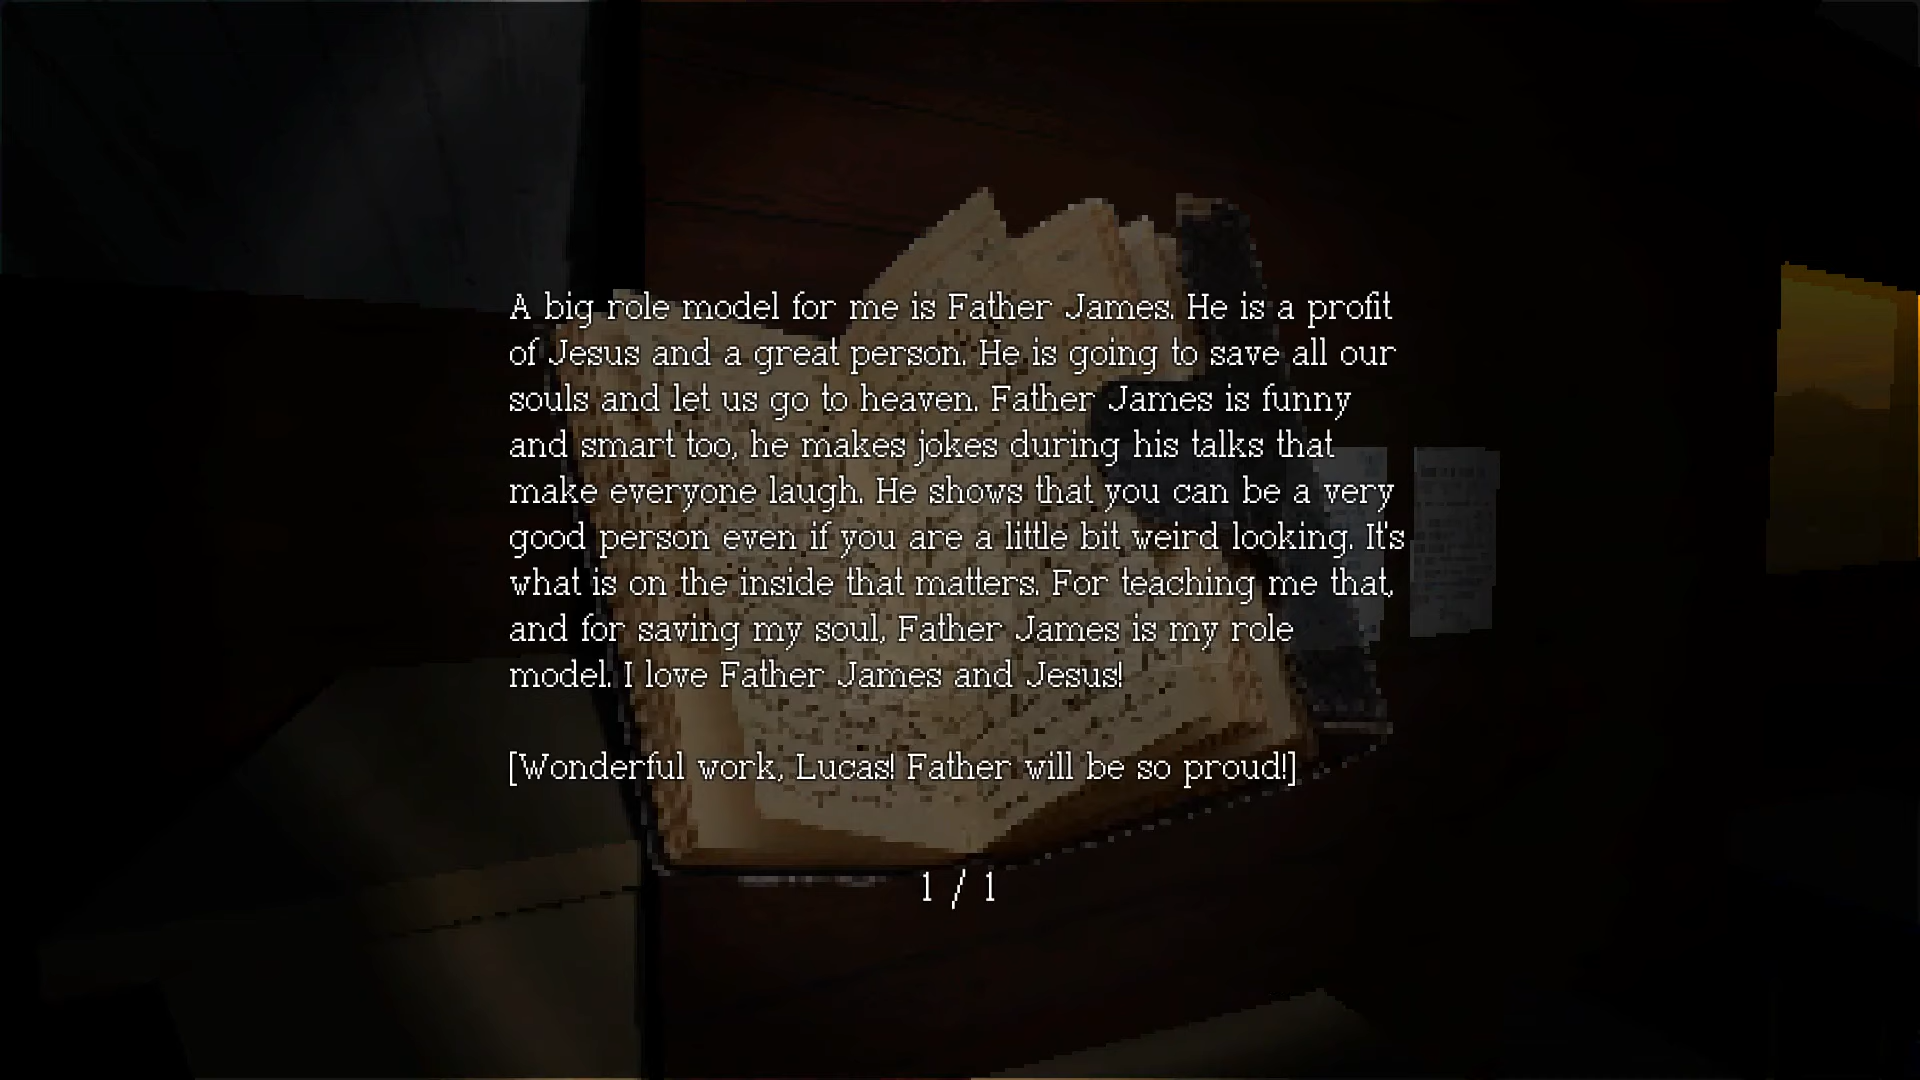 A big role model for me is Father James. He is a profit
of Jesus and a great person. He is going to save all our
souls and let us go to heaven. Father James is funny
and smart too, he makes jokes during his talks that
make everyone laugh. He shows that you can be a very
good person even if you are a little bit weird looking. It's
what is on the inside that matters. For teaching me that,
and for saving my soul, Father James is my role
model. I love Father James and Jesus!
[Wonderful work, Lucas! Father will be so proud!]
1 / 1